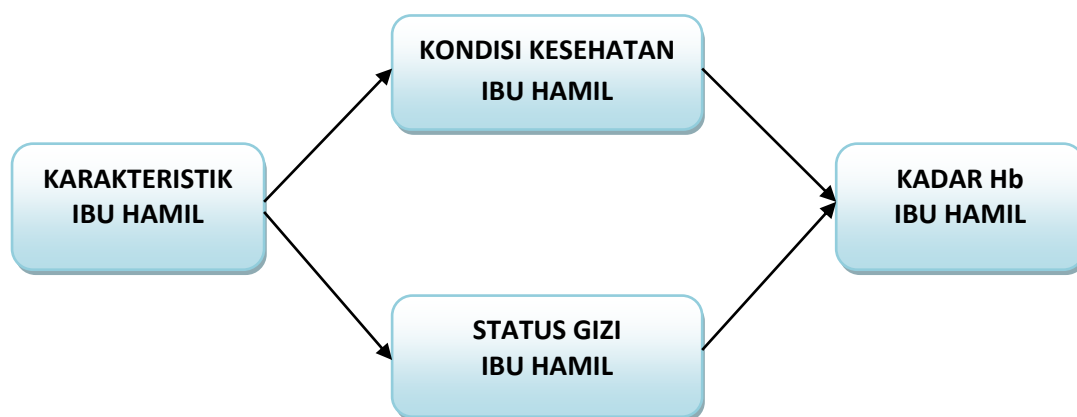 KONDISI KESEHATAN
IBU HAMIL
KARAKTERISTIK
IBU HAMIL
KADAR Hb
IBU HAMIL
STATUS GIZI
IBU HAMIL